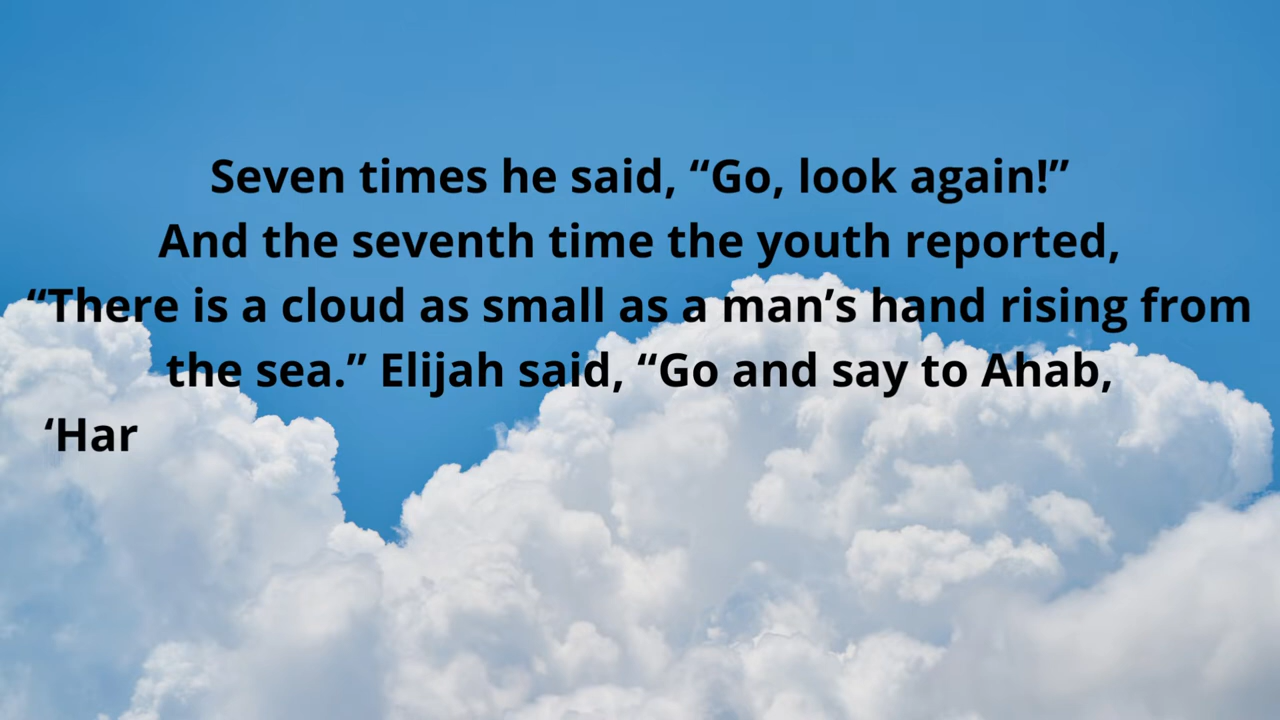 Seven times he said, “Go, look again!”
And the seventh time the youth reported,
“There is a cloud as small as a man’s hand rising from
the sea.” Elijah said, “Go and say to Ahab,
‘Har